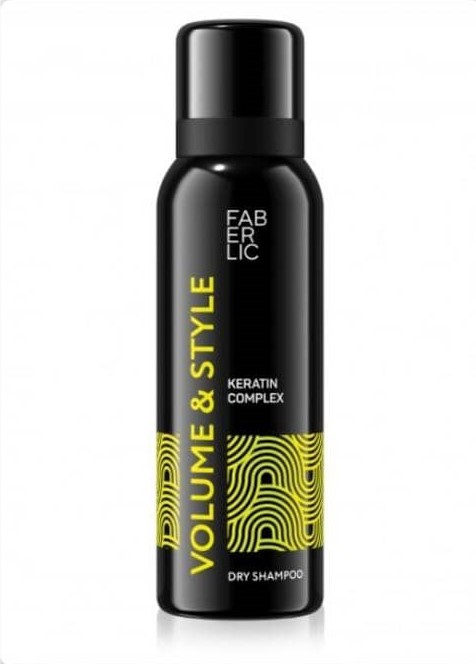 FAB
ER
LIC
VOLUME & STYLE
KERATIN
COMPLEX
DRY SHAMPOO